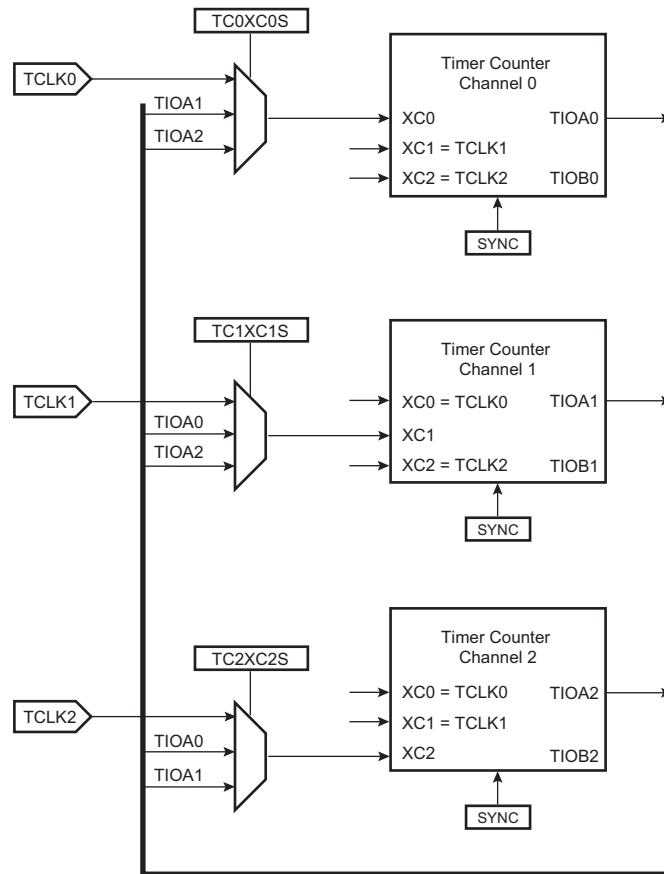 TC0XC0S
TCLK0
TIOA1
TIOA2
Timer Counter
Channel 0
XC0
TIOA0
XC1 = TCLK1
XC2 = TCLK2
TIOB0
SYNC
TC1XC1S
TCLK1
TIOA0
TIOA2
Timer Counter
Channel 1
XC0 = TCLK0
TIOA1
XC1
XC2 = TCLK2
TIOB1
SYNC
TC2XC2S
TCLK2
TIOA0
TIOA1
Timer Counter
Channel 2
XC0 = TCLK0
TIOA2
XC1 = TCLK1
XC2
TIOB2
SYNC